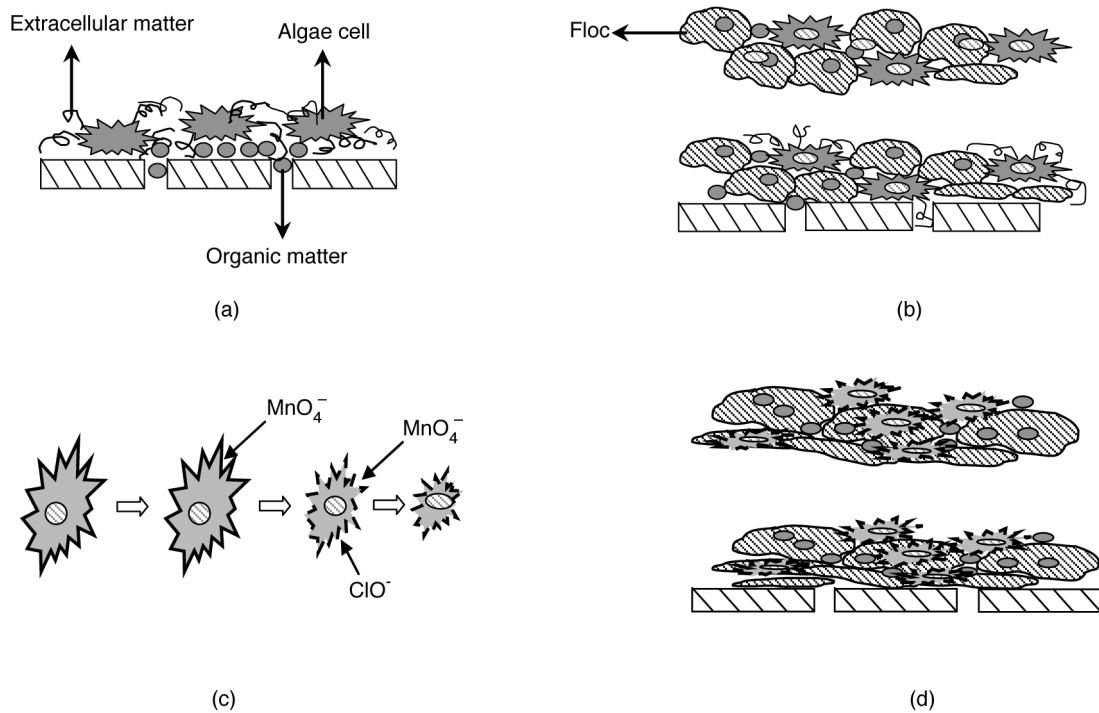 Extracellular matter
Algae cell
Organic matter
(a)
Floc
(b)
MnO₄⁻
MnO₄⁻
ClO⁻
(c)
(d)